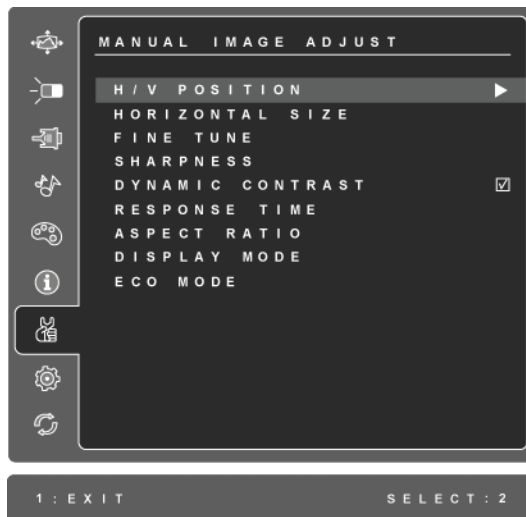 MANUAL IMAGE ADJUST
H/V POSITION
HORIZONTAL SIZE
FINE TUNE
SHARPNESS
DYNAMIC CONTRAST
RESPONSE TIME
ASPECT RATIO
DISPLAY MODE
ECO MODE
1:EXIT SELECT:2